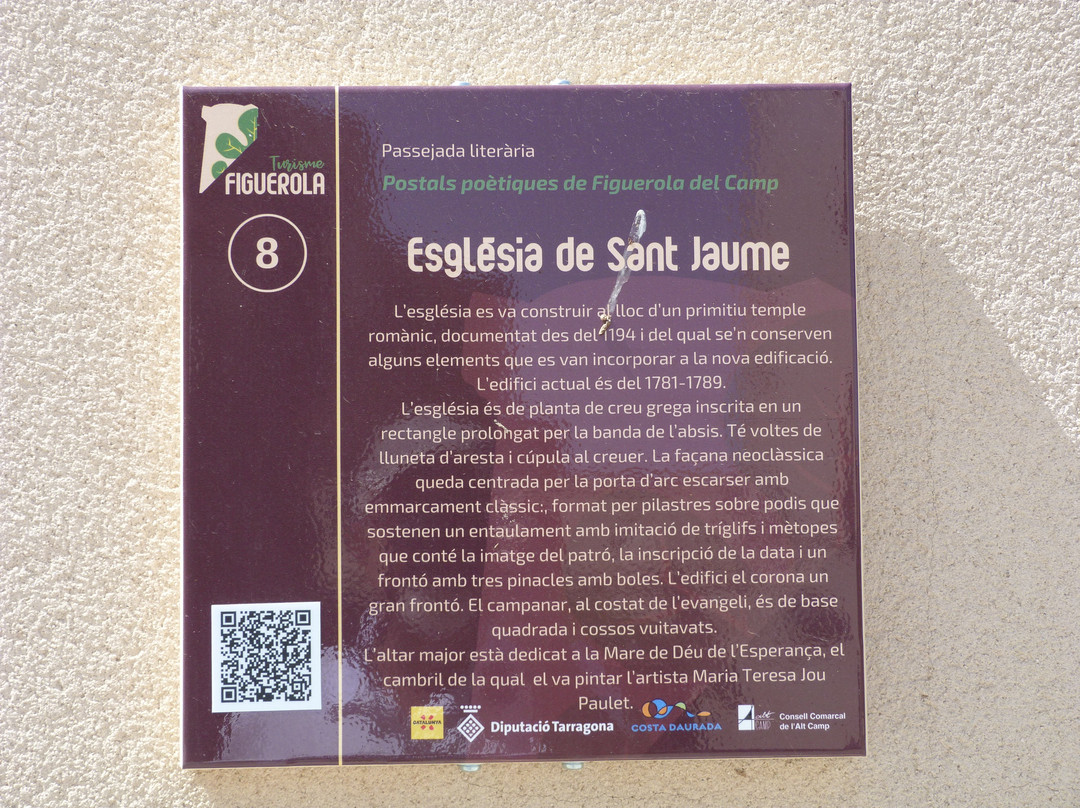 Turisme
FIGUEROLA
8
Passejada literària
Postals poètiques de Figuerola del Camp
Església de Sant Jaume
L'església es va construir al lloc d'un primitiu temple
romànic, documentat des del 1194 i del qual se'n conserven
alguns elements que es van incorporar a la nova edificació.
L'edifici actual és del 1781-1789.
L'església és de planta de creu grega inscrita en un
rectangle prolongat per la banda de l'absis. Té voltes de
lluneta d'aresta i cúpula al creuer. La façana neoclàssica
queda centrada per la porta d'arc escarser amb
emmarcament clàssic:, format per pilastres sobre podis que
sostenen un entaulament amb imitació de tríglifs i mètopes
que conté la imatge del patró, la inscripció de la data i un
frontó amb tres pinacles amb boles. L'edifici el corona un
gran frontó. El campanar, al costat de l'evangeli, és de base
quadrada i cossos vuitavats.
L'altar major està dedicat a la Mare de Déu de l'Esperança, el
cambril de la qual el va pintar l'artista Maria Teresa Jou
Paulet.
CATALUNYA
Diputació Tarragona
COSTA DAURADA
alt
CAMP
Consell Comarcal
de l'Alt Camp